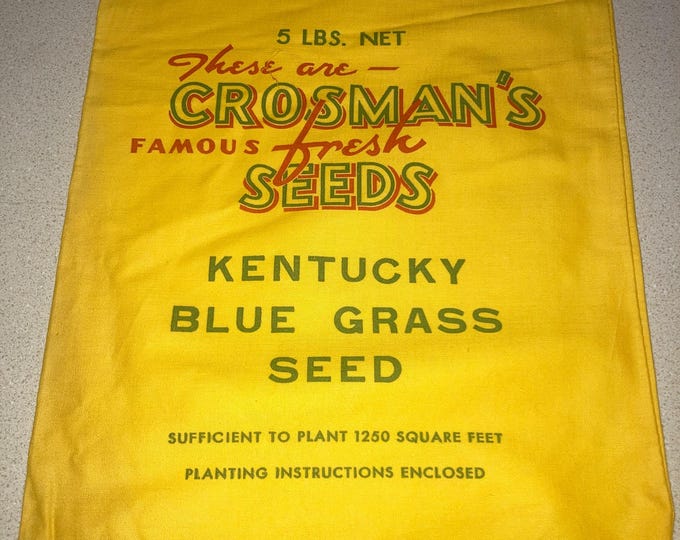 5 LBS. NET
These are —
CROSMAN'S
FAMOUS fresh
SEEDS
KENTUCKY
BLUE GRASS
SEED
SUFFICIENT TO PLANT 1250 SQUARE FEET
PLANTING INSTRUCTIONS ENCLOSED